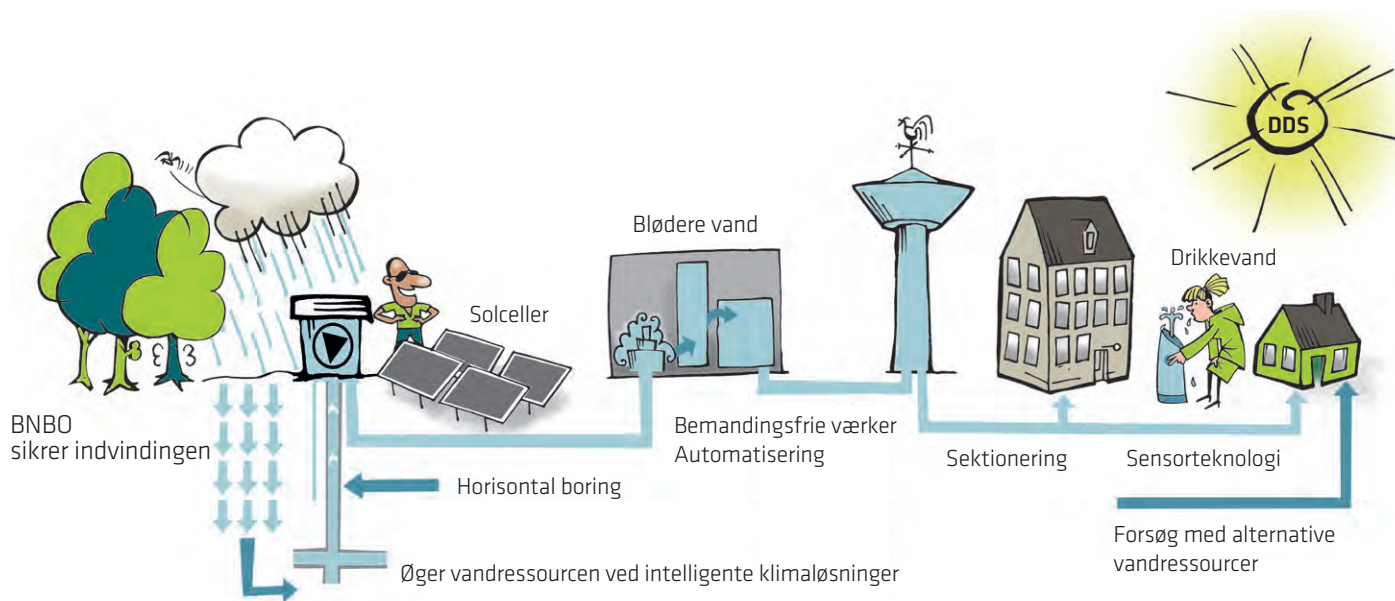 DDS
Blødere vand
Drikkevand
Solceller
BNBO
sikrer indvindingen
Bemandingsfrie værker
Automatisering
Sektionering
Sensorteknologi
Horisontal boring
Forsøg med alternative
vandressourcer
Øger vandressourcen ved intelligente klimaløsninger